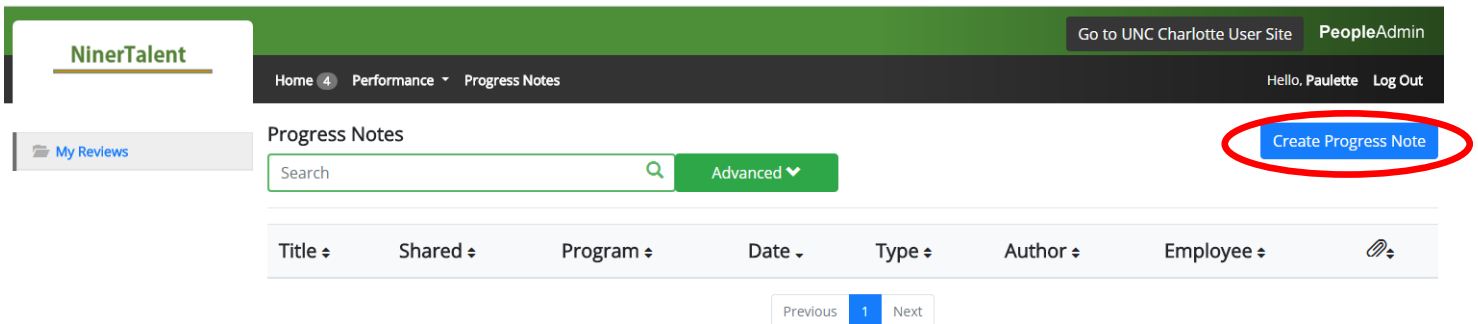 NinerTalent
Go to UNC Charlotte User Site PeopleAdmin
Home 4 Performance Progress Notes Hello, Paulette Log Out
My Reviews
Progress Notes
Create Progress Note
Search Advanced
Title Shared Program Date Type Author Employee
Previous 1 Next